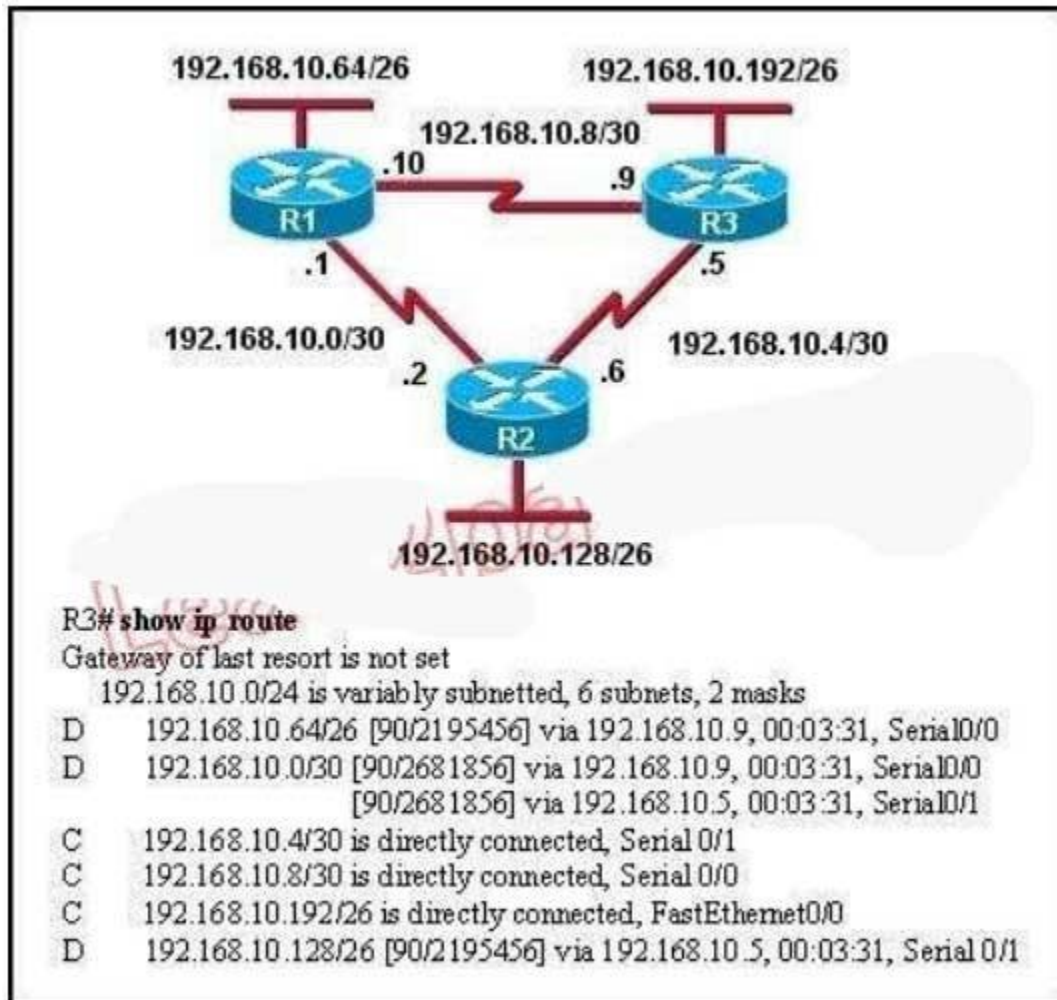 192.168.10.64/26
192.168.10.192/26
192.168.10.8/30
.10
.9
R1
R3
.1
.5
192.168.10.0/30
192.168.10.4/30
.2
.6
R2
192.168.10.128/26
R3# show ip route
Gateway of last resort is not set
192.168.10.0/24 is variably subnetted, 6 subnets, 2 masks
D 192.168.10.64/26 [90/2195456] via 192.168.10.9, 00:03:31, Serial0/0
D 192.168.10.0/30 [90/2681856] via 192.168.10.9, 00:03:31, Serial0/0
[90/2681856] via 192.168.10.5, 00:03:31, Serial0/1
C 192.168.10.4/30 is directly connected, Serial 0/1
C 192.168.10.8/30 is directly connected, Serial 0/0
C 192.168.10.192/26 is directly connected, FastEthernet0/0
D 192.168.10.128/26 [90/2195456] via 192.168.10.5, 00:03:31, Serial 0/1